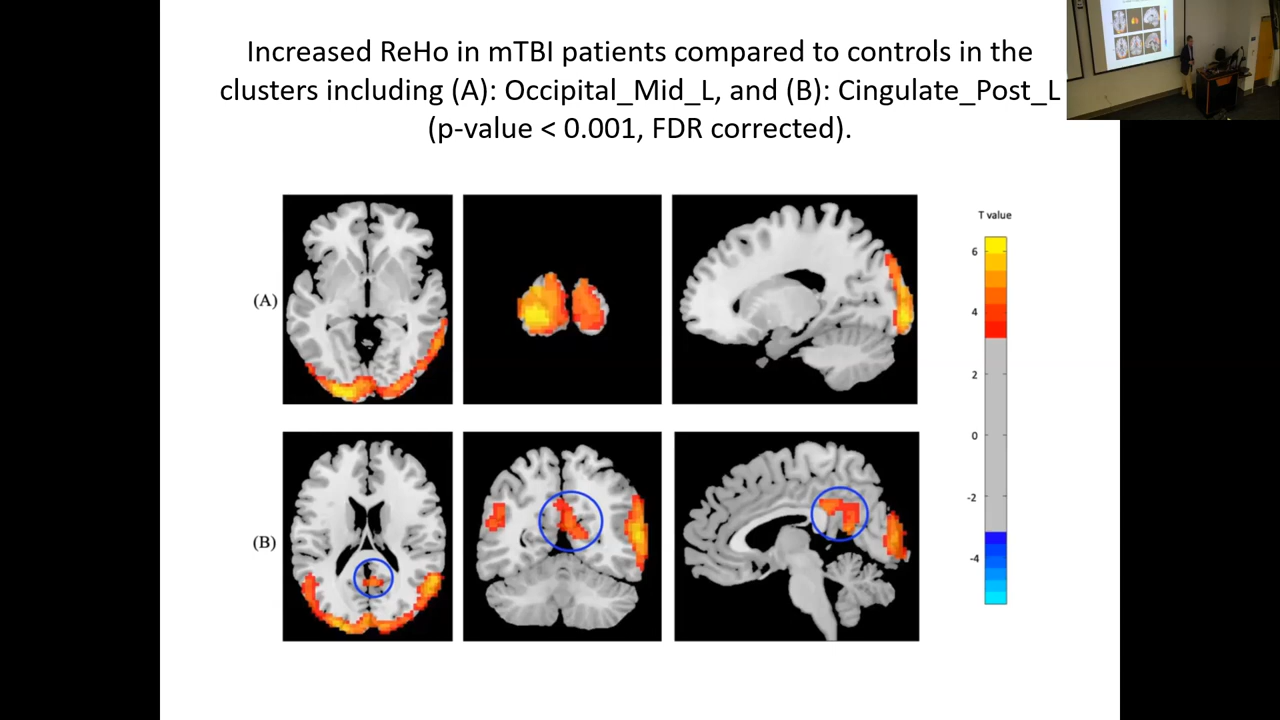 Increased ReHo in mTBI patients compared to controls in the
clusters including (A): Occipital_Mid_L, and (B): Cingulate_Post_L
(p-value < 0.001, FDR corrected).
T value
6
(A)
4
2
0
-2
(B)
-4